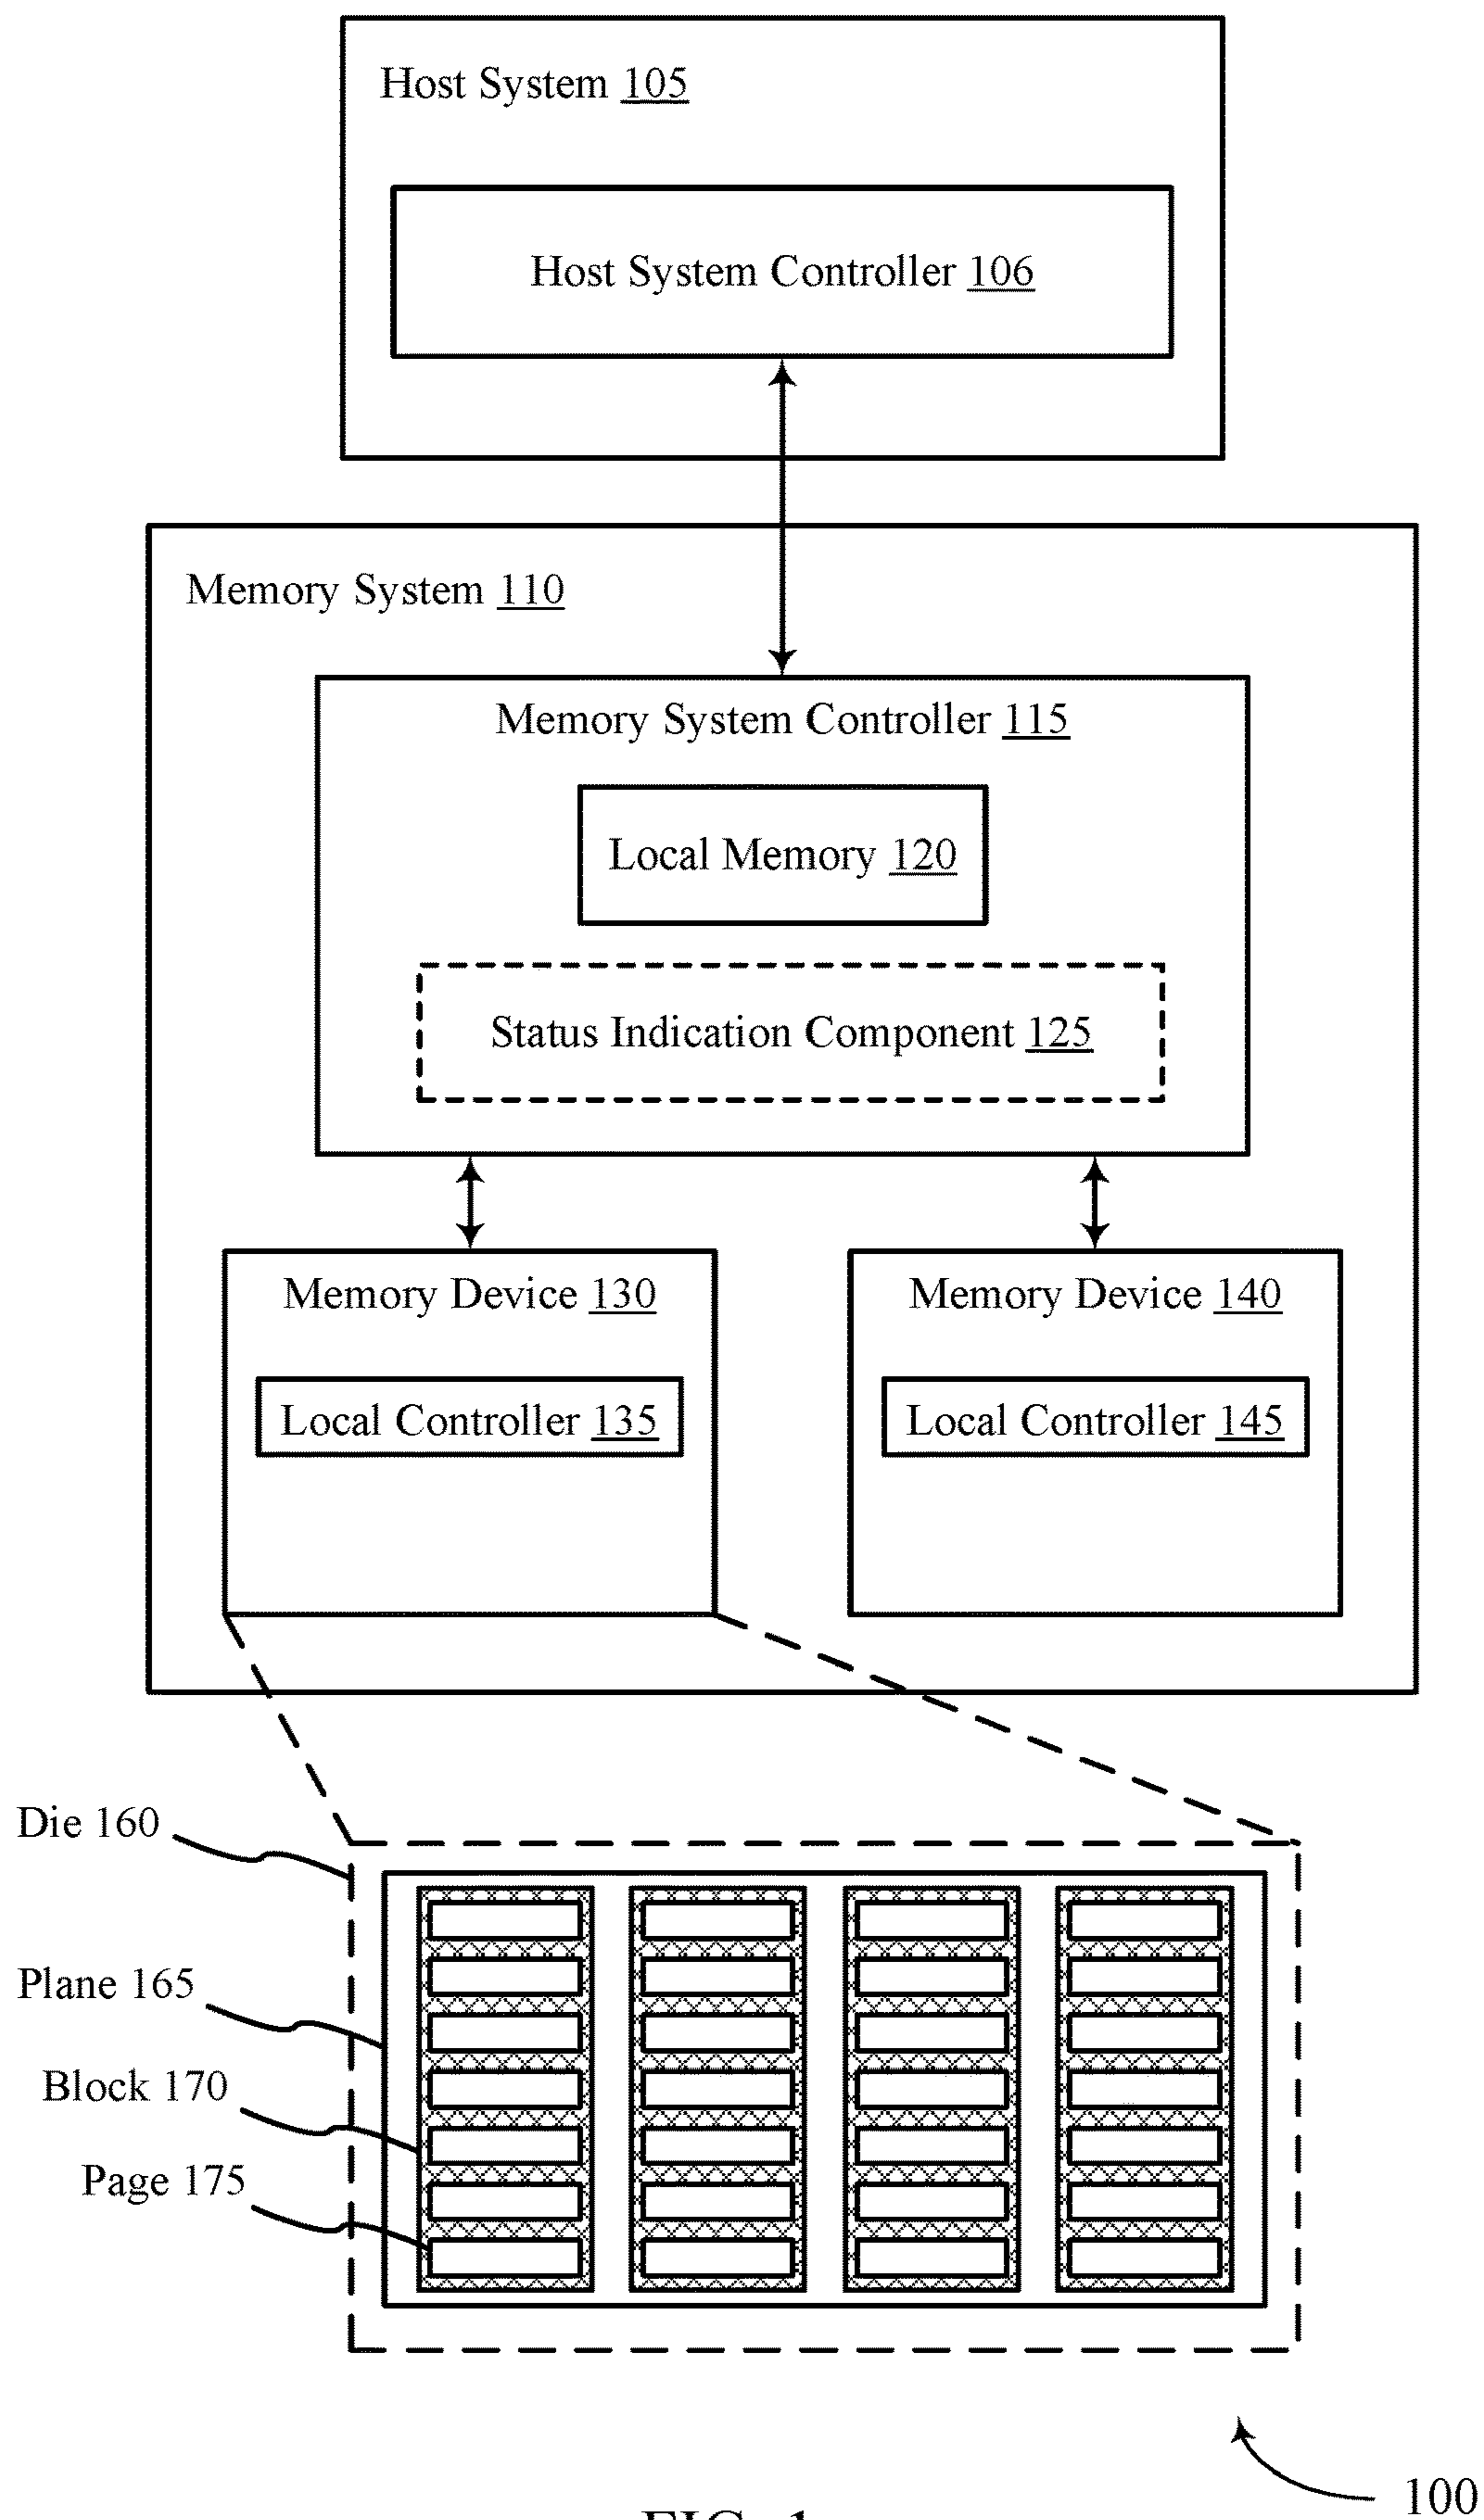 Host System 105
Host System Controller 106
Memory System 110
Memory System Controller 115
Local Memory 120
Status Indication Component 125
Memory Device 130
Memory Device 140
Local Controller 135
Local Controller 145
Die 160
Plane 165
Block 170
Page 175
100